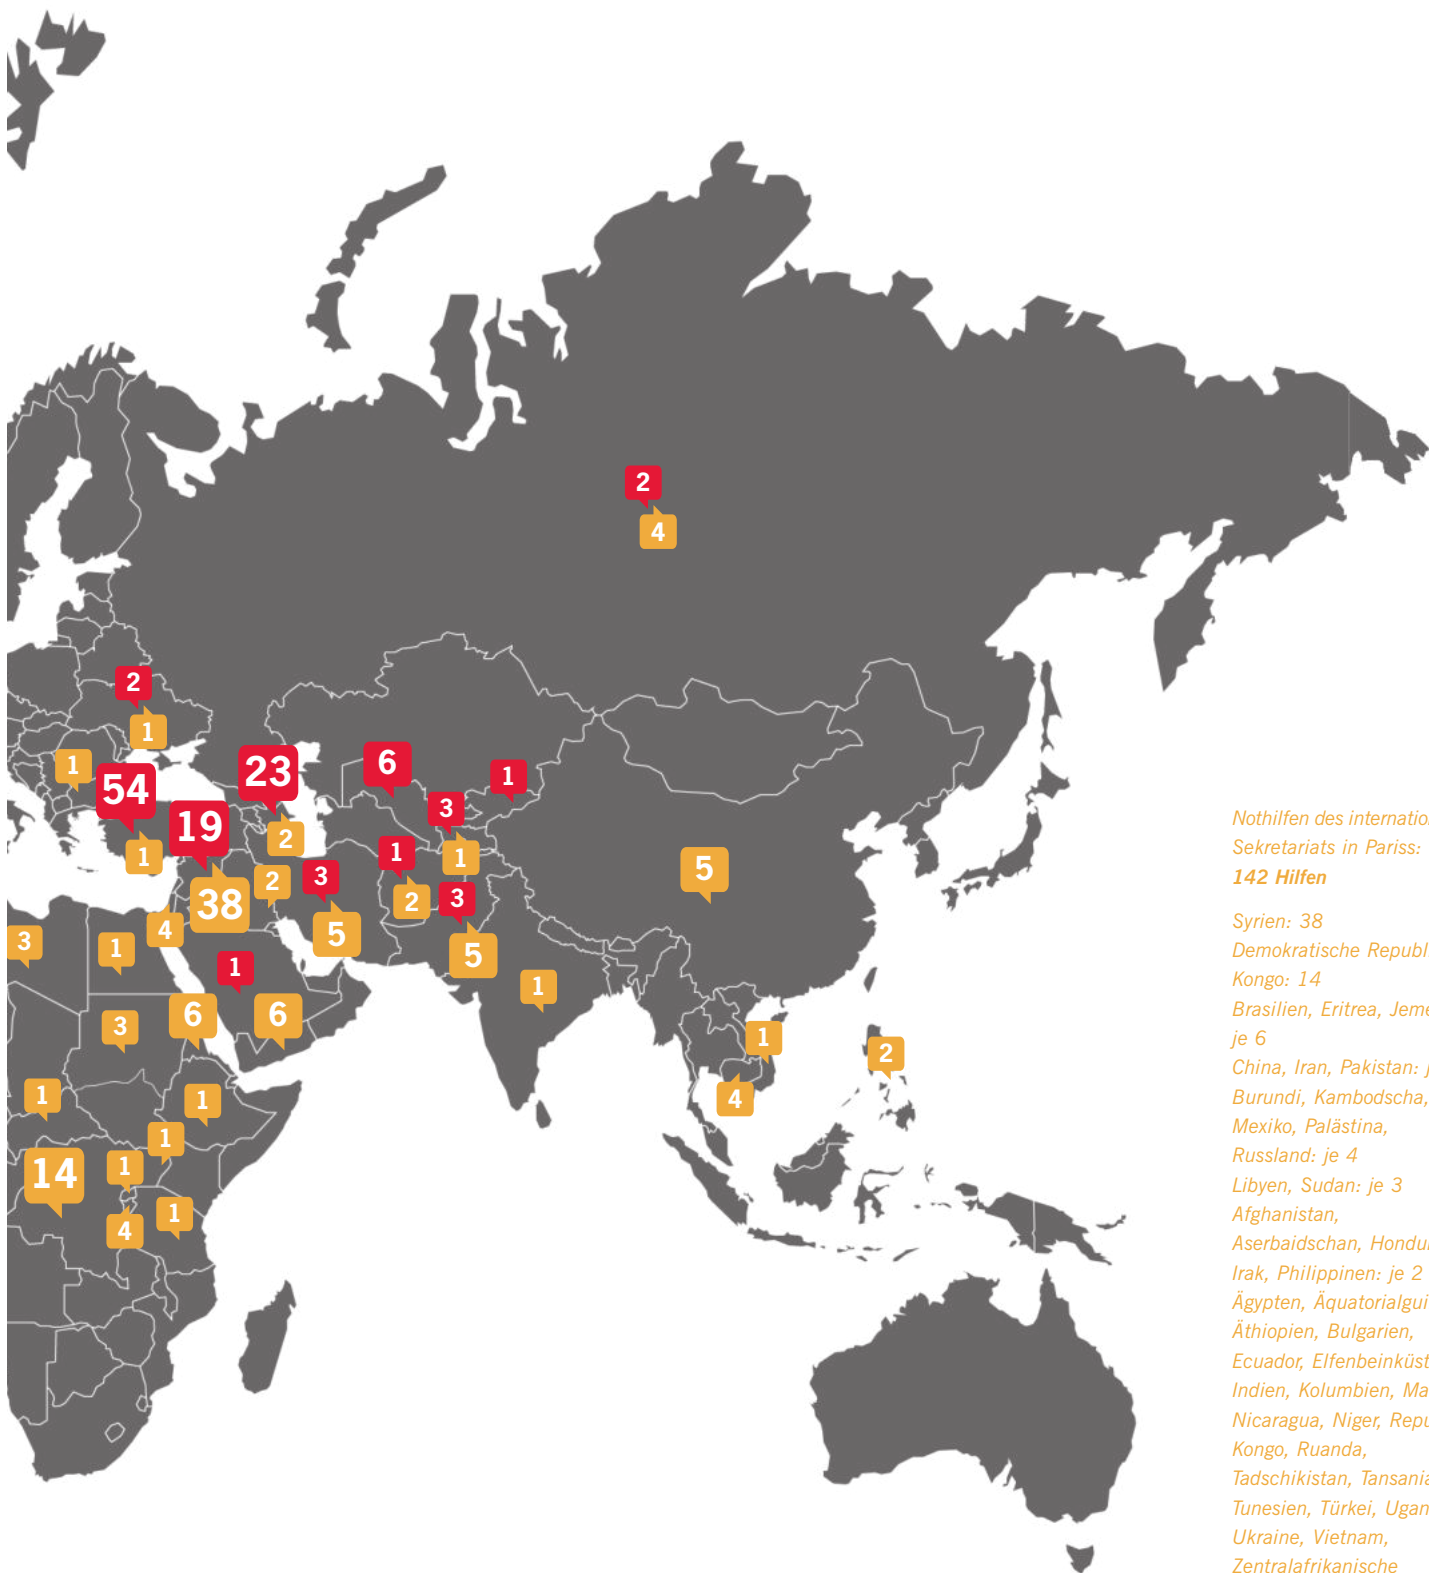 2
4
2
1
1
54
1
19
38
23
2
6
1
3
1
1
2
3
5
2
3
5
5
4
3
1
1
3
6
6
1
1
2
4
1
1
1
14
1
4
1
Nothilfen des internatio
Sekretariats in Pariss:
142 Hilfen
Syrien: 38
Demokratische Republ
Kongo: 14
Brasilien, Eritrea, Jeme
je 6
China, Iran, Pakistan: j
Burundi, Kambodscha,
Mexiko, Palästina,
Russland: je 4
Libyen, Sudan: je 3
Afghanistan,
Aserbaidschan, Hondu
Irak, Philippinen: je 2
Ägypten, Äquatorialgui
Äthiopien, Bulgarien,
Ecuador, Elfenbeinküst
Indien, Kolumbien, Ma
Nicaragua, Niger, Repu
Kongo, Ruanda,
Tadschikistan, Tansania
Tunesien, Türkei, Ugan
Ukraine, Vietnam,
Zentralafrikanische